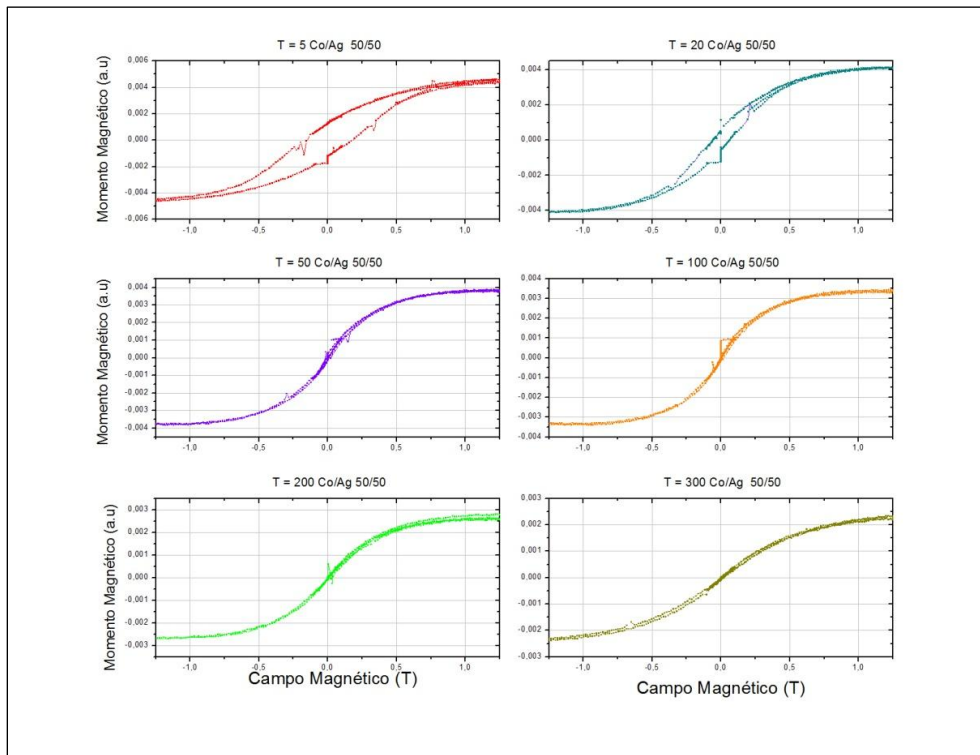 T = 5 Co/Ag 50/50
Momento Magnético (a.u)
0,006
0,004
0,002
0,000
-0,002
-0,004
-0,006
-1,0 -0,5 0,0 0,5 1,0
T = 20 Co/Ag 50/50
0,004
0,002
0,000
-0,002
-0,004
-1,0 -0,5 0,0 0,5 1,0
T = 50 Co/Ag 50/50
Momento Magnético (a.u)
0,004
0,003
0,002
0,001
0,000
-0,001
-0,002
-0,003
-0,004
-1,0 -0,5 0,0 0,5 1,0
T = 100 Co/Ag 50/50
0,004
0,003
0,002
0,001
0,000
-0,001
-0,002
-0,003
-0,004
-1,0 -0,5 0,0 0,5 1,0
T = 200 Co/Ag 50/50
Momento Magnético (a.u)
0,003
0,002
0,001
0,000
-0,001
-0,002
-0,003
-1,0 -0,5 0,0 0,5 1,0
Campo Magnético (T)
T = 300 Co/Ag 50/50
0,003
0,002
0,001
0,000
-0,001
-0,002
-0,003
-1,0 -0,5 0,0 0,5 1,0
Campo Magnético (T)